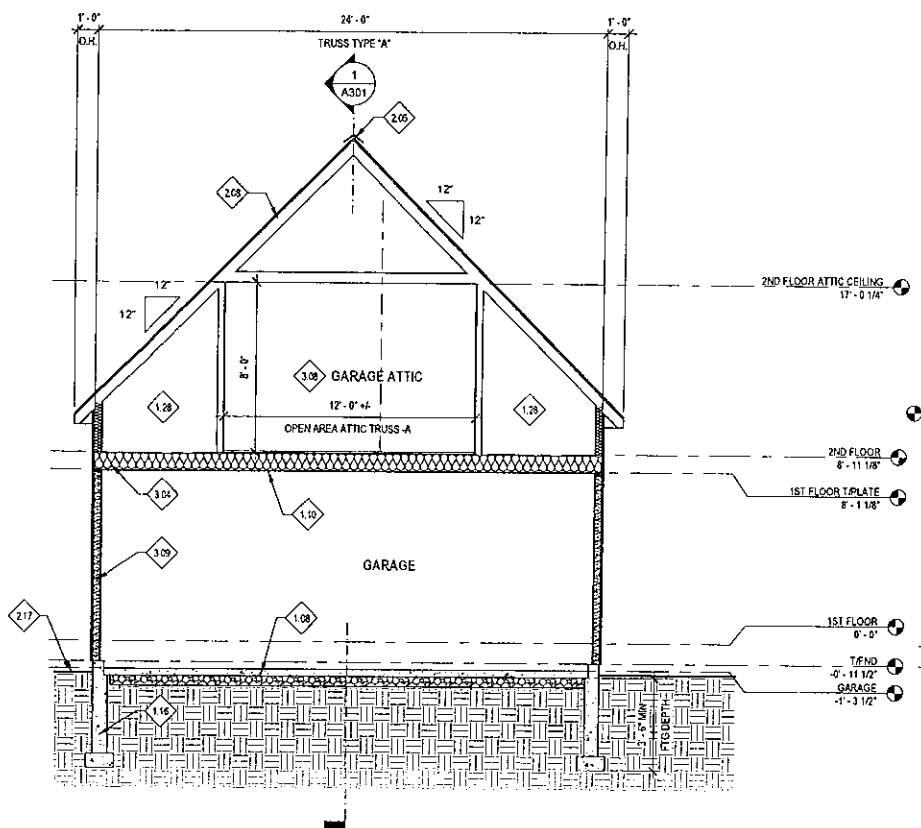 1' - 0"
24' - 0"
1' - 0"
O.H.
TRUSS TYPE "A"
O.H.
1
A301
2.05
2.08
12"
12"
2ND FLOOR ATTIC CEILING
17' - 0 1/4"
12"
12"
8' - 0"
3.08
GARAGE ATTIC
1.28
12' - 0" +/-
1.28
OPEN AREA ATTIC TRUSS -A
2ND FLOOR
8' - 11 1/8"
3.04
1ST FLOOR T/PLATE
8' - 1 1/8"
1.10
3.09
GARAGE
2.17
1.08
1ST FLOOR
0' - 0"
T/FND
-0' - 11 1/2"
GARAGE
-1' - 3 1/2"
1.16
3' - 6" MIN
FTG DEPTH